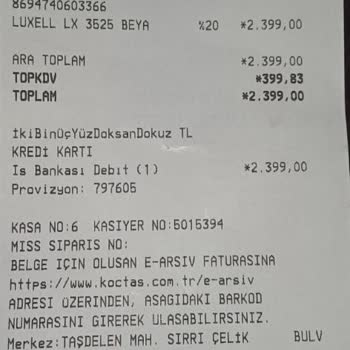 8694740603366
LUXELL LX 3525 BEYA %20 *2.399,00
ARA TOPLAM *2.399,00
TOPKDV *399,83
TOPLAM *2.399,00
İkiBinÜçYüzDoksanDokuz TL
KREDİ KARTI
Is Bankası Debit (1) *2.399,00
Provizyon: 797605
KASA NO:6 KASIYER NO:5015394
MISS SIPARIS NO:
BELGE IÇIN OLUSAN E-ARSIV FATURASINA
https://www.koctas.com.tr/e-arsiv
ADRESI ÜZERINDEN, ASAGIDAKI BARKOD
NUMARASINI GIREREK ULASABILIRSINIZ.
Merkez:TAŞDELEN MAH. SIRRI ÇELİK BULV